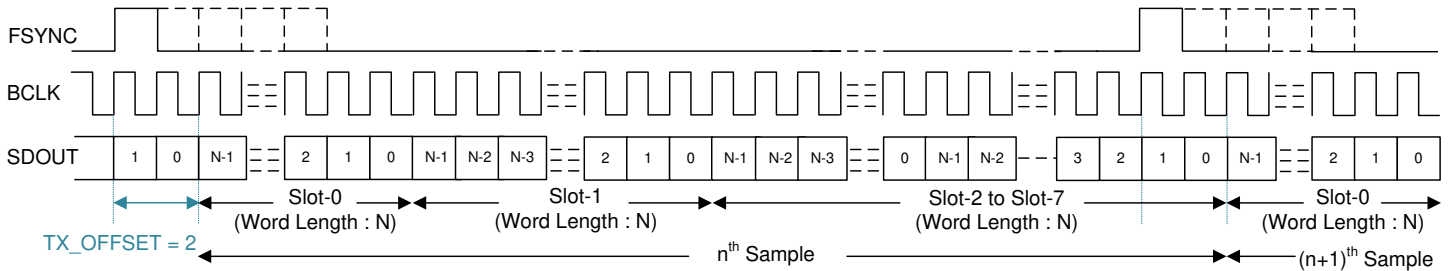 FSYNC
BCLK
SDOUT
1 0 N-1 2 1 0 N-1 N-2 N-3 2 1 0 N-1 N-2 N-3 0 N-1 N-2 3 2 1 0 N-1 2 1 0
Slot-0 Slot-1 Slot-2 to Slot-7 Slot-0
(Word Length : N) (Word Length : N) (Word Length : N) (Word Length : N)
TX_OFFSET = 2
nth Sample (n+1)th Sample